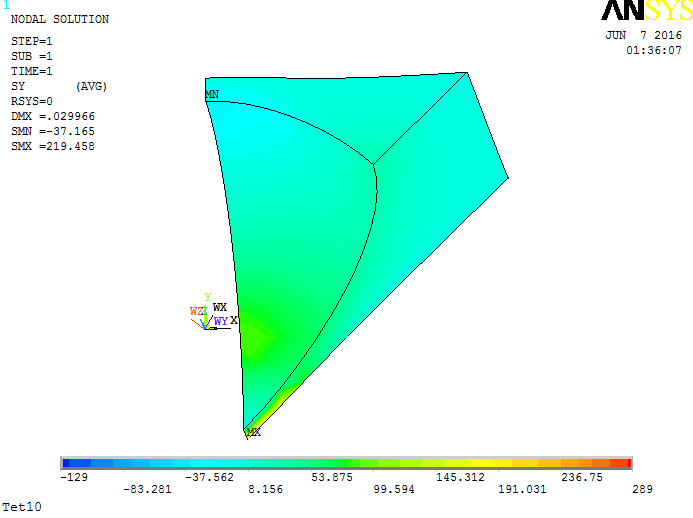 1
ANSYS
NODAL SOLUTION
JUN 7 2016
01:36:07
STEP=1
SUB =1
TIME=1
SY (AVG)
RSYS=0
DMX =.029966
SMN =-37.165
SMX =219.458
MN
Y
WZ WX
WY X
MX
-129 -37.562 53.875 145.312 236.75
-83.281 8.156 99.594 191.031 289
Tet10